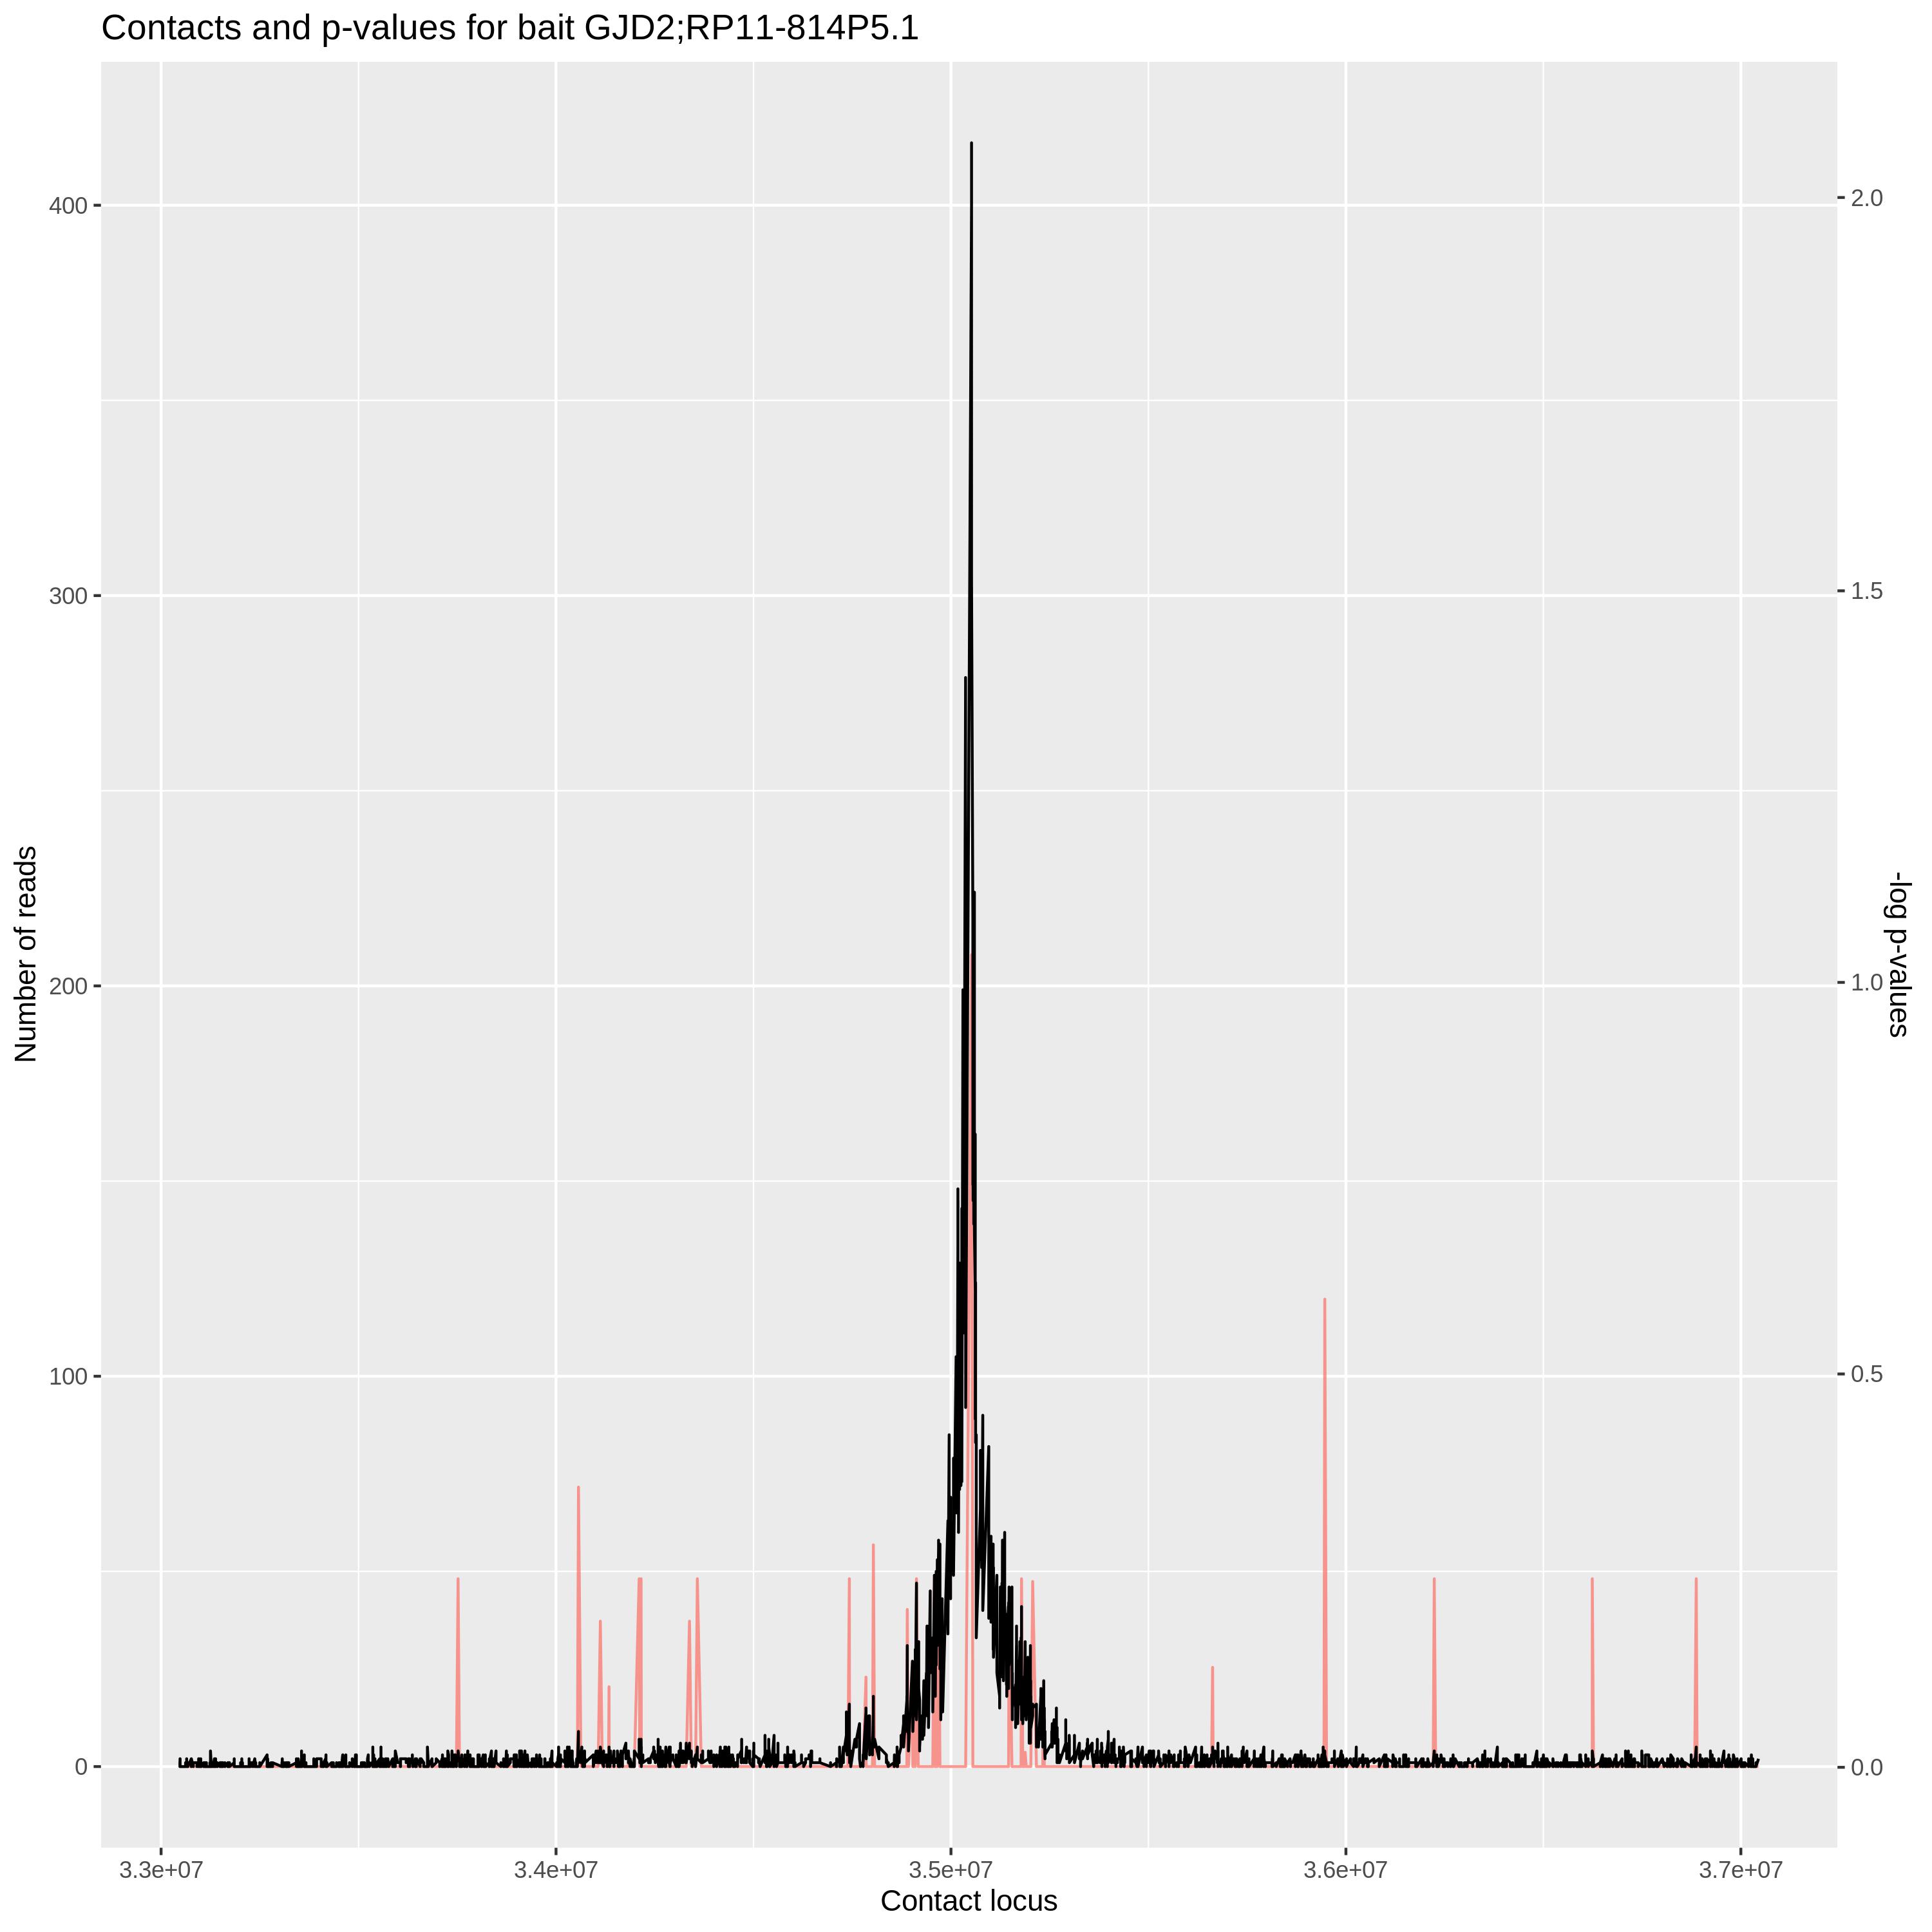 Contacts and p-values for bait GJD2;RP11-814P5.1
400
300
200
100
0
2.0
1.5
1.0
0.5
0.0
Number of reads
-log p-values
3.3e+07 3.4e+07 3.5e+07 3.6e+07 3.7e+07
Contact locus